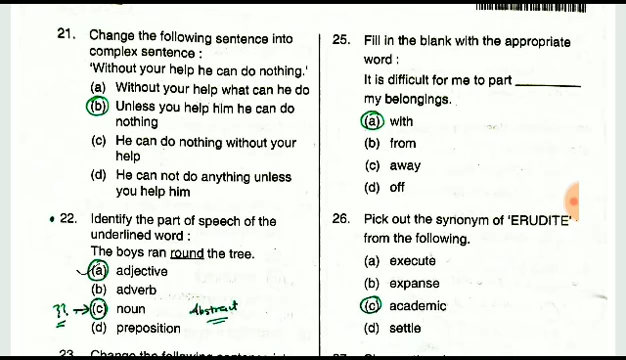 21. Change the following sentence into
complex sentence :
'Without your help he can do nothing.'
(a) Without your help what can he do
(b) Unless you help him he can do
nothing
(c) He can do nothing without your
help
(d) He can not do anything unless
you help him
• 22. Identify the part of speech of the
underlined word :
The boys ran round the tree.
(a) adjective
(b) adverb
?? → (c) noun abstract
(d) preposition
25. Fill in the blank with the appropriate
word :
It is difficult for me to part ________
my belongings.
(a) with
(b) from
(c) away
(d) off
26. Pick out the synonym of 'ERUDITE'
from the following.
(a) execute
(b) expanse
(c) academic
(d) settle